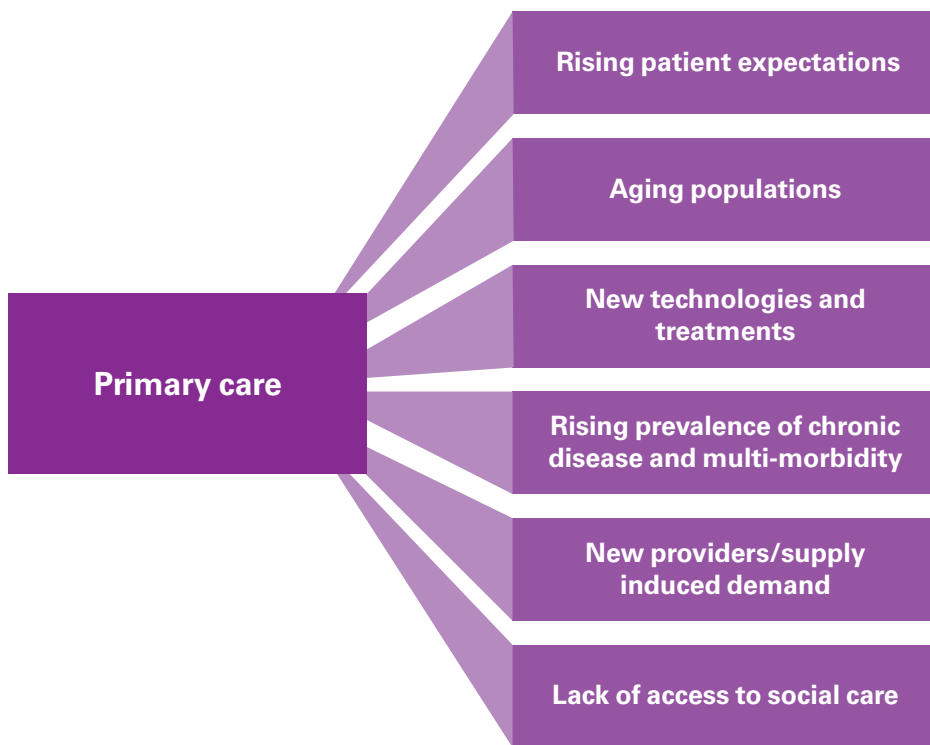 Rising patient expectations
Aging populations
New technologies and
treatments
Primary care
Rising prevalence of chronic
disease and multi-morbidity
New providers/supply
induced demand
Lack of access to social care